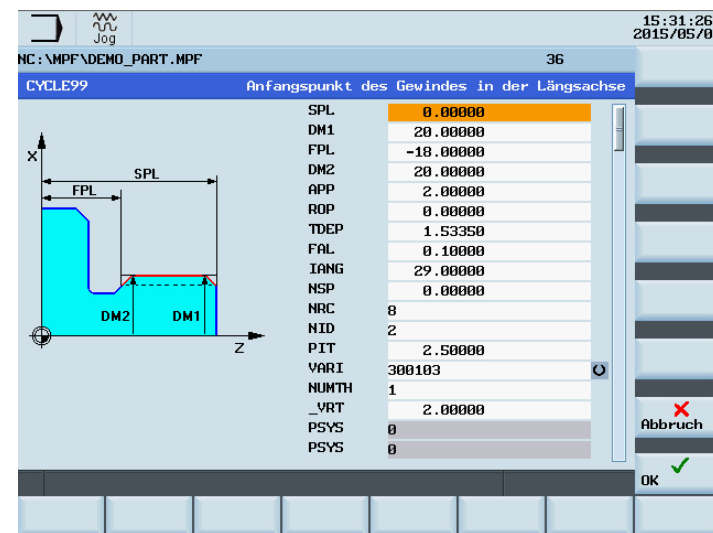 15:31:26
Jog
2015/05/0
NC:\MPF\DEMO_PART.MPF 36
CYCLE99 Anfangspunkt des Gewindes in der Längsachse
SPL 0.00000
DM1 20.00000
FPL -18.00000
DM2 20.00000
APP 2.00000
ROP 0.00000
TDEP 1.53350
FAL 0.10000
IANG 29.00000
NSP 0.00000
NRC 8
NID 2
PIT 2.50000
VARI 300103
NUMTH 1
_VRT 2.00000
PSYS 0
PSYS 0
X
SPL
FPL
DM2 DM1
Z
Abbruch
OK